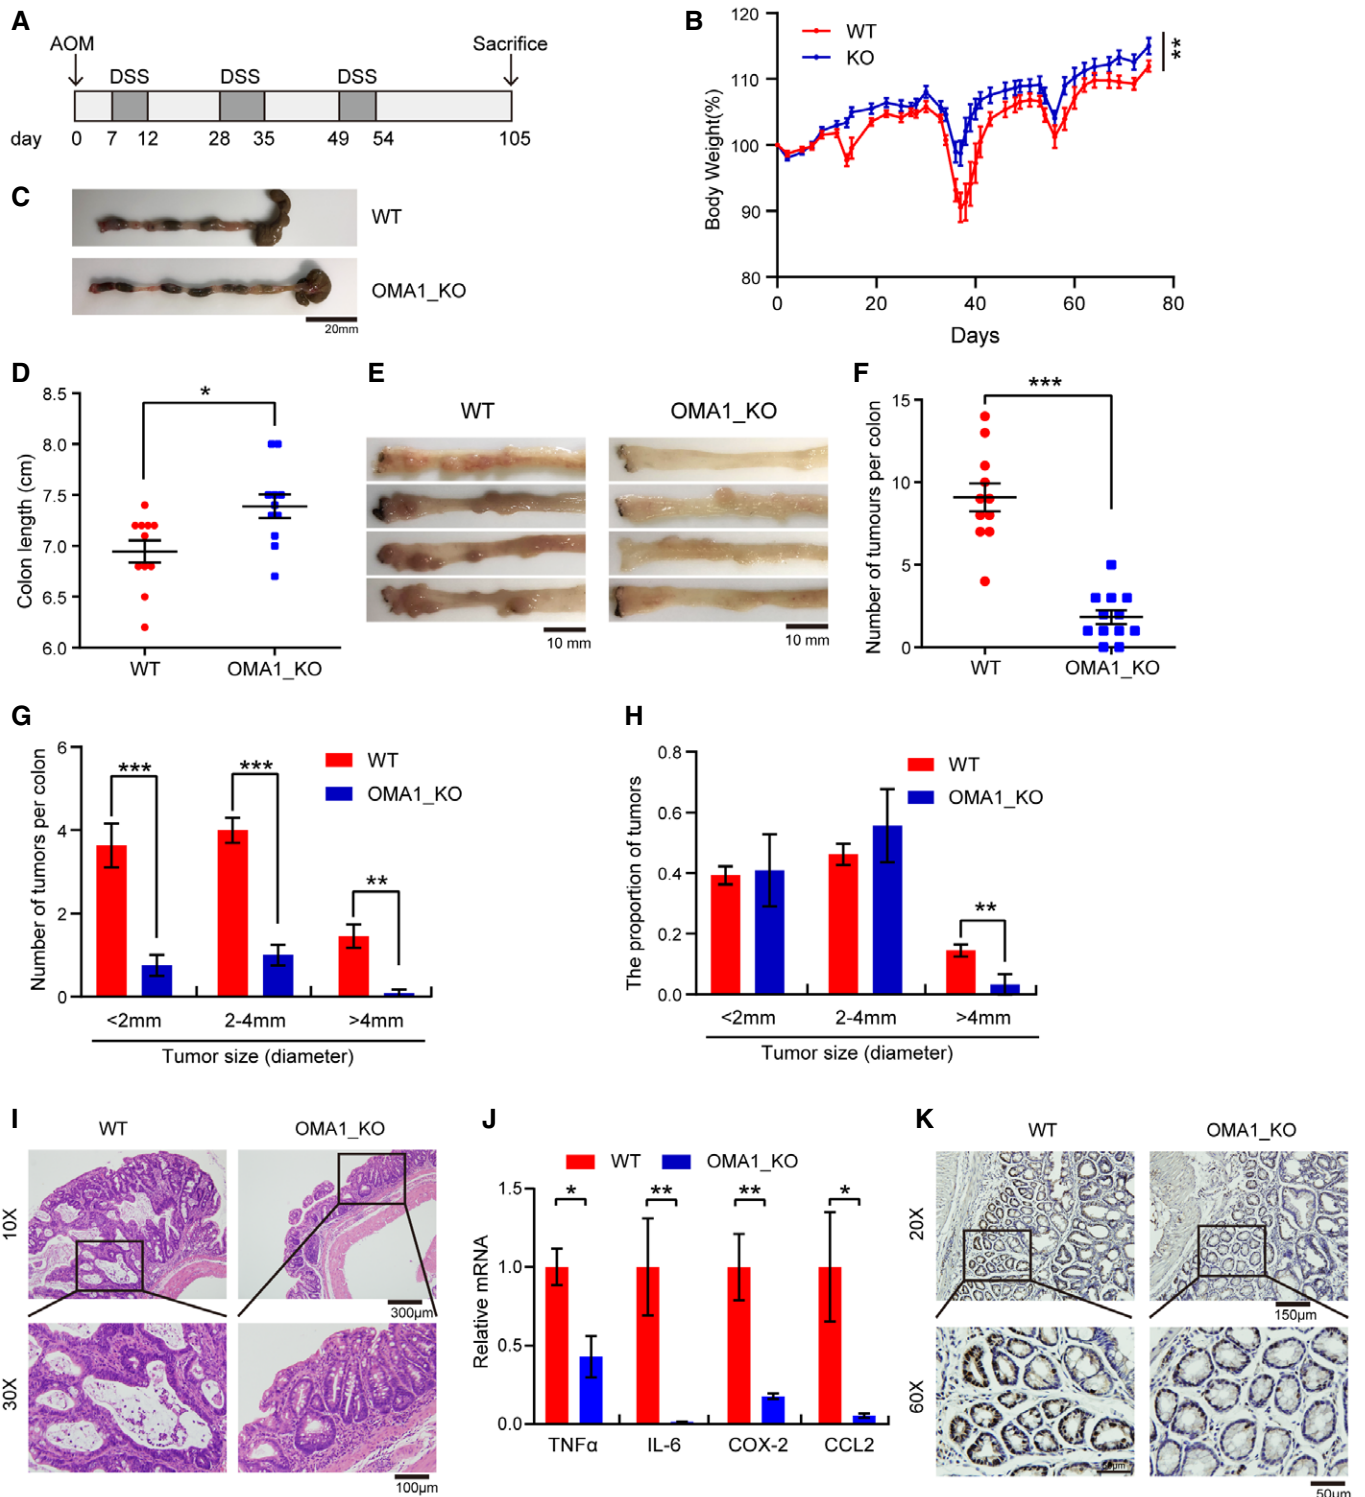 A
AOM
Sacrifice
DSS
DSS
DSS
day
0
7
12
28
35
49
54
105
B
WT
KO
**
Body Weight(%)
120
110
100
90
80
0
20
40
60
80
Days
C
WT
OMA1_KO
20mm
D
*
Colon length (cm)
8.5
8.0
7.5
7.0
6.5
6.0
WT
OMA1_KO
E
WT
OMA1_KO
10 mm
10 mm
F
***
Number of tumours per colon
15
10
5
0
WT
OMA1_KO
G
Number of tumors per colon
6
4
2
0
***
***
**
WT
OMA1_KO
<2mm
2-4mm
>4mm
Tumor size (diameter)
H
The proportion of tumors
0.8
0.6
0.4
0.2
0.0
WT
OMA1_KO
**
<2mm
2-4mm
>4mm
Tumor size (diameter)
I
WT
OMA1_KO
10X
300µm
30X
100µm
J
WT
OMA1_KO
Relative mRNA
1.5
1.0
0.5
0.0
*
**
**
*
TNFα
IL-6
COX-2
CCL2
K
WT
OMA1_KO
20X
150µm
60X
50µm